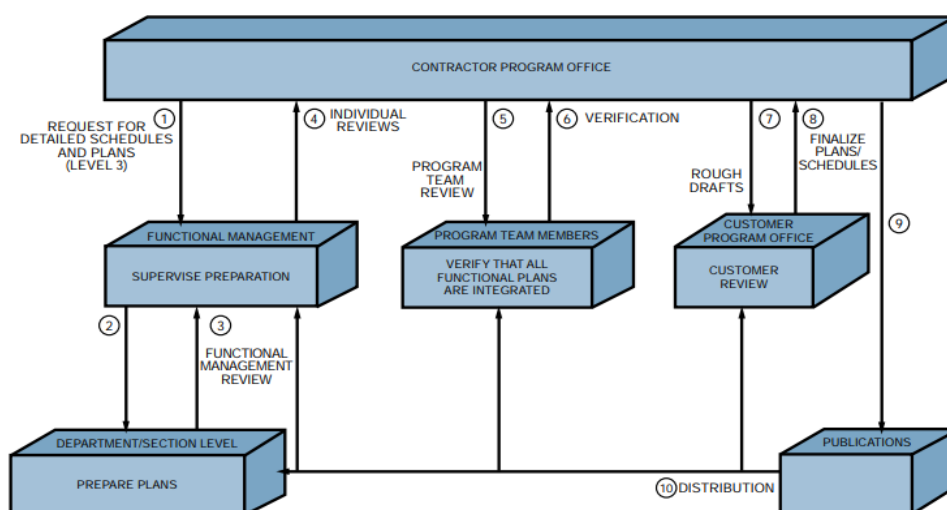 CONTRACTOR PROGRAM OFFICE
1
REQUEST FOR
DETAILED SCHEDULES
AND PLANS
(LEVEL 3)
4
INDIVIDUAL
REVIEWS
5
PROGRAM
TEAM
REVIEW
6
VERIFICATION
7
ROUGH
DRAFTS
8
FINALIZE
PLANS/
SCHEDULES
9
FUNCTIONAL MANAGEMENT
SUPERVISE PREPARATION
PROGRAM TEAM MEMBERS
VERIFY THAT ALL
FUNCTIONAL PLANS
ARE INTEGRATED
CUSTOMER
PROGRAM OFFICE
CUSTOMER
REVIEW
2
3
FUNCTIONAL
MANAGEMENT
REVIEW
DEPARTMENT/SECTION LEVEL
PREPARE PLANS
PUBLICATIONS
10 DISTRIBUTION